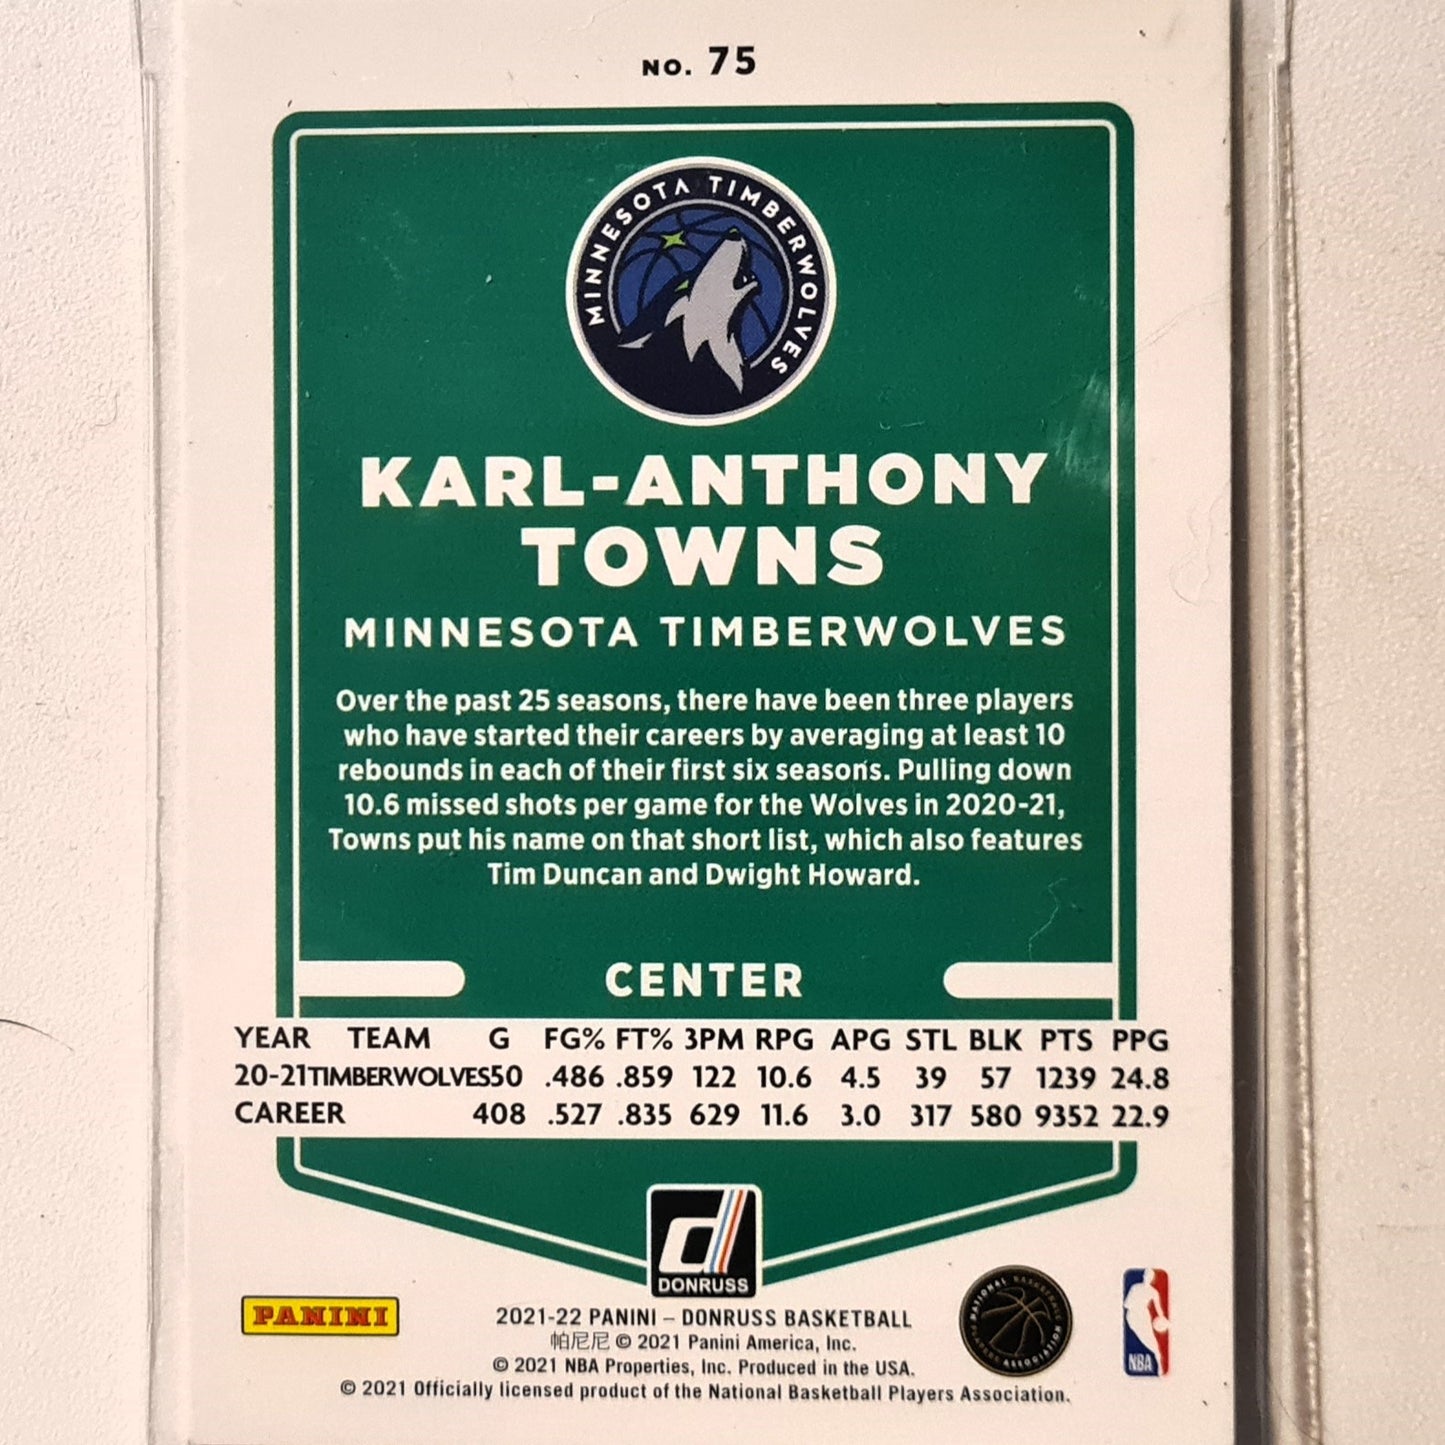 NO. 75
MINNESOTA TIMBERWOLVES
KARL-ANTHONY
TOWNS
MINNESOTA TIMBERWOLVES
Over the past 25 seasons, there have been three players
who have started their careers by averaging at least 10
rebounds in each of their first six seasons. Pulling down
10.6 missed shots per game for the Wolves in 2020-21,
Towns put his name on that short list, which also features
Tim Duncan and Dwight Howard.
CENTER
YEAR TEAM G FG% FT% 3PM RPG APG STL BLK PTS PPG
20-21 TIMBERWOLVES 50 .486 .859 122 10.6 4.5 39 57 1239 24.8
CAREER 408 .527 .835 629 11.6 3.0 317 580 9352 22.9
d
DONRUSS
PANINI
2021-22 PANINI – DONRUSS BASKETBALL
帕尼尼 © 2021 Panini America, Inc.
© 2021 NBA Properties, Inc. Produced in the USA.
© 2021 Officially licensed product of the National Basketball Players Association.
NATIONAL BASKETBALL PLAYERS ASSOCIATION
NBA